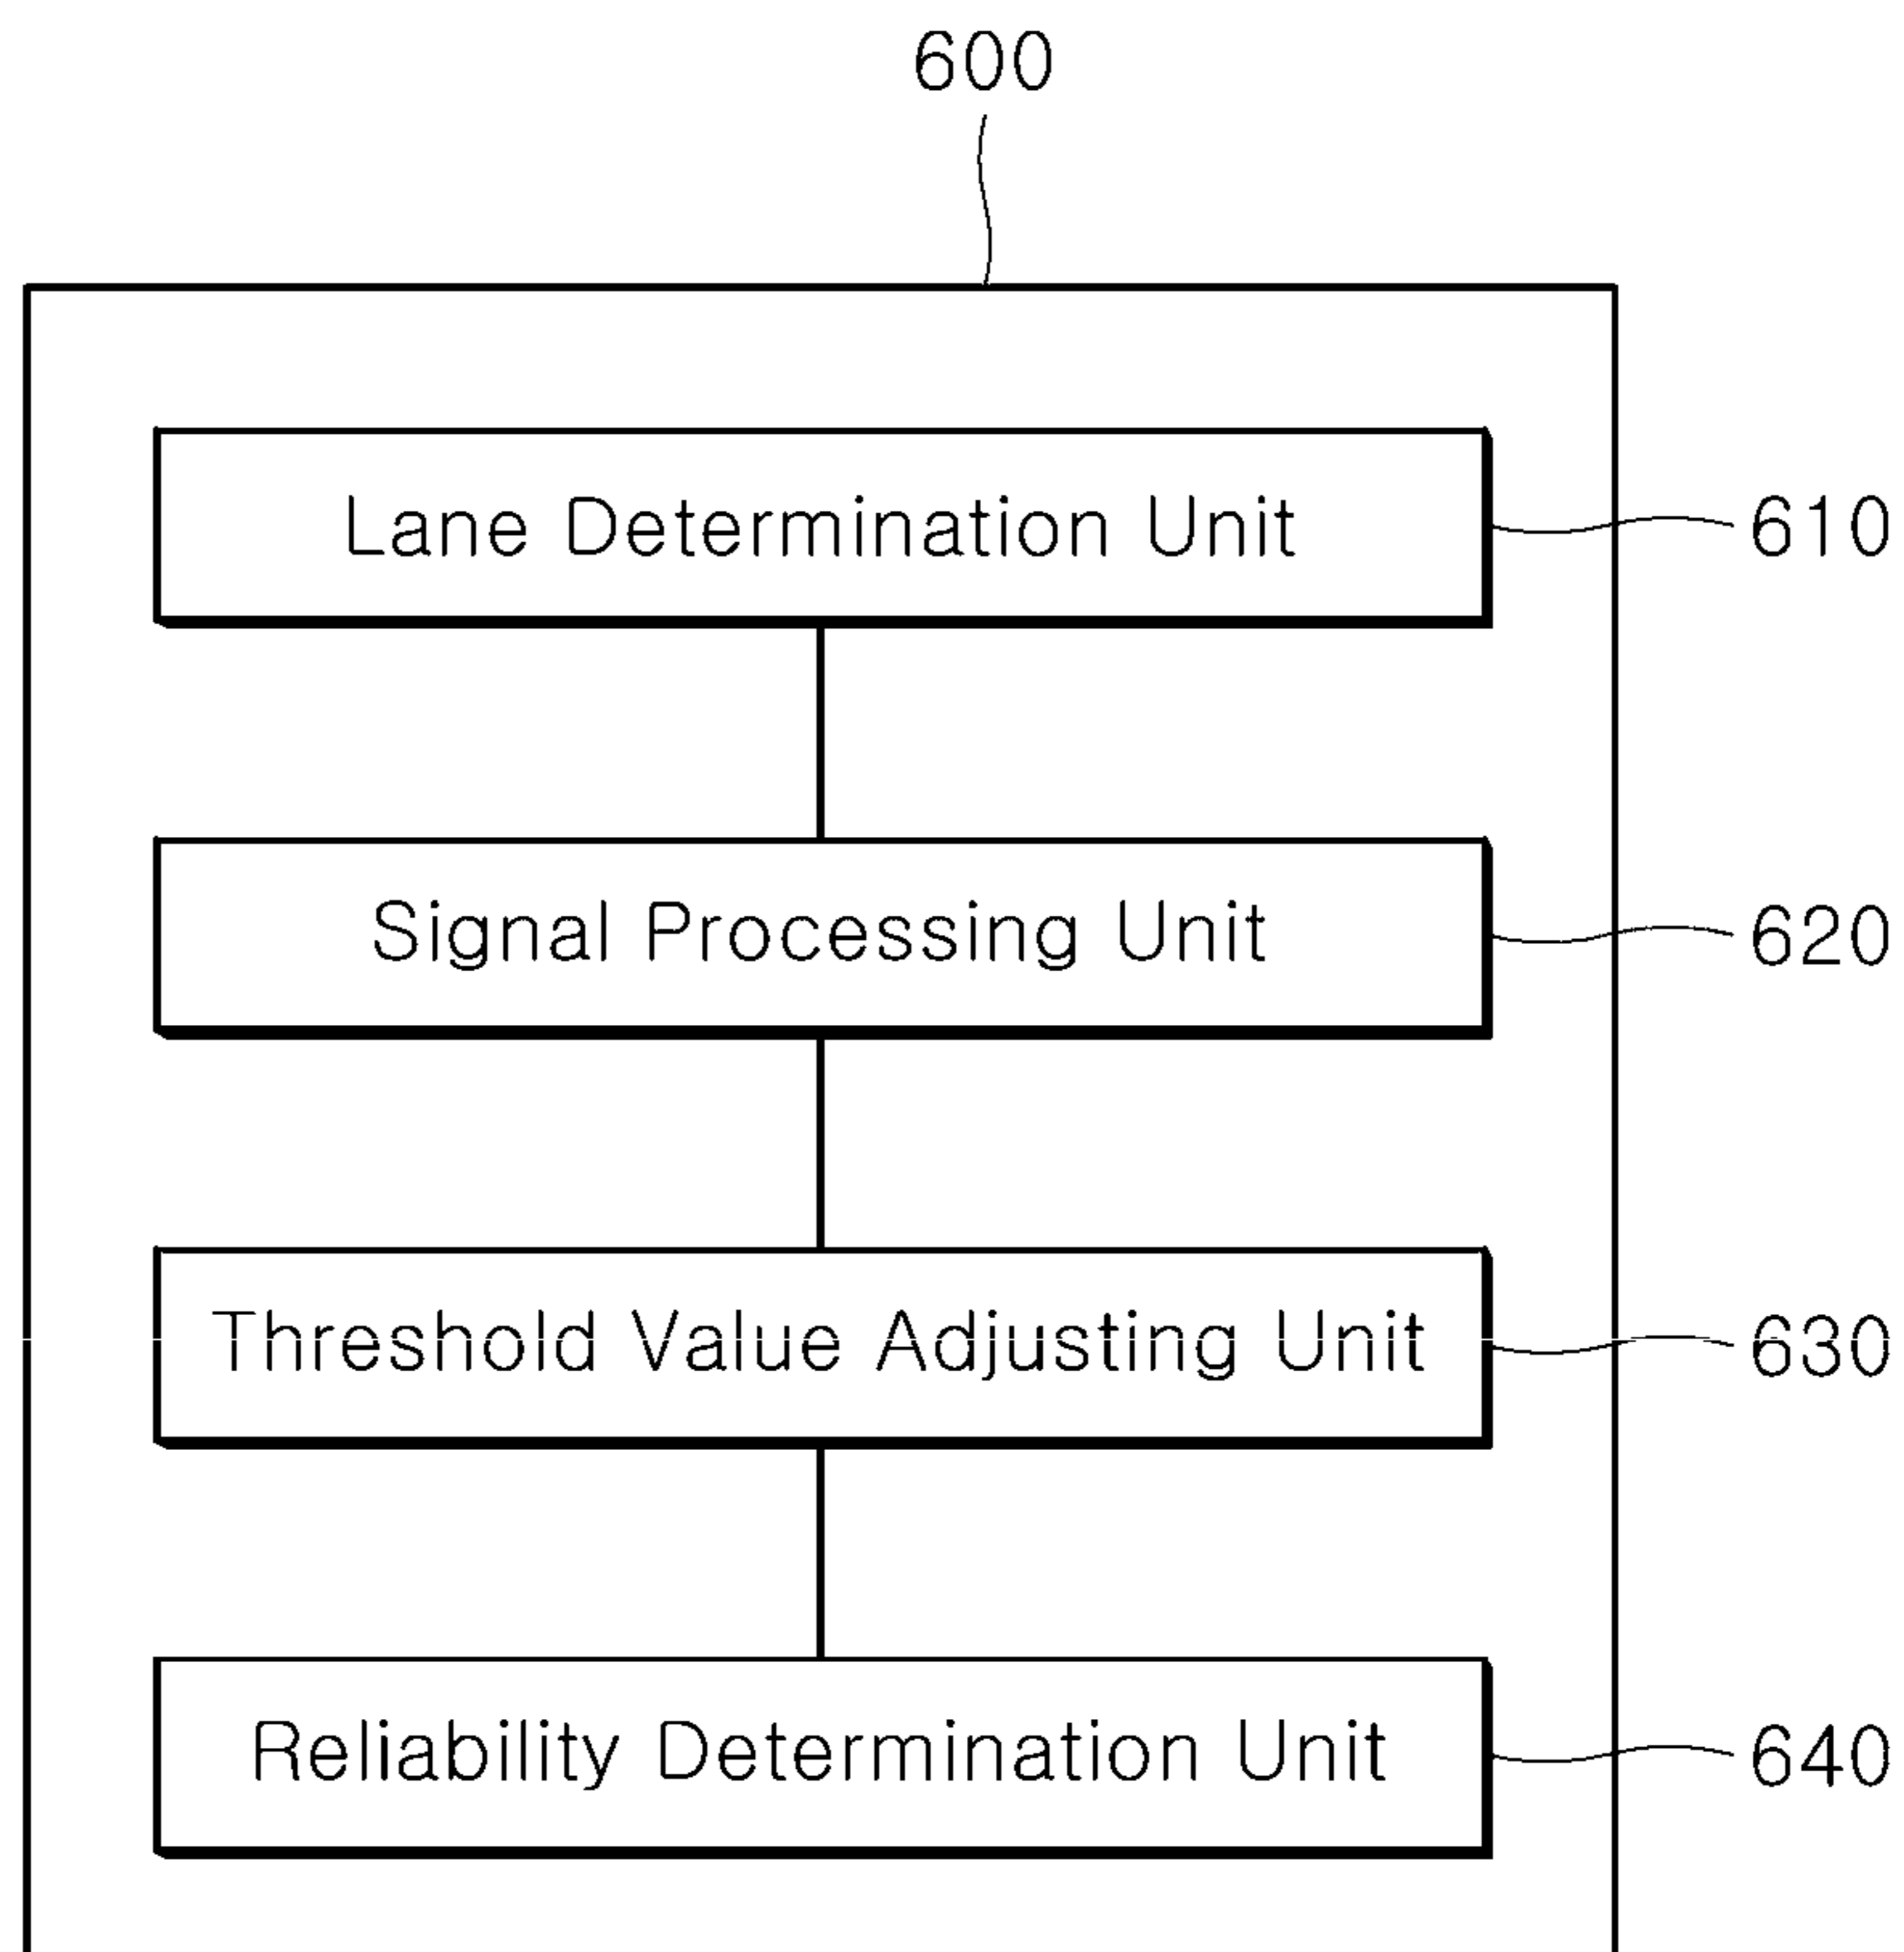 600
Lane Determination Unit 610
Signal Processing Unit 620
Threshold Value Adjusting Unit 630
Reliability Determination Unit 640